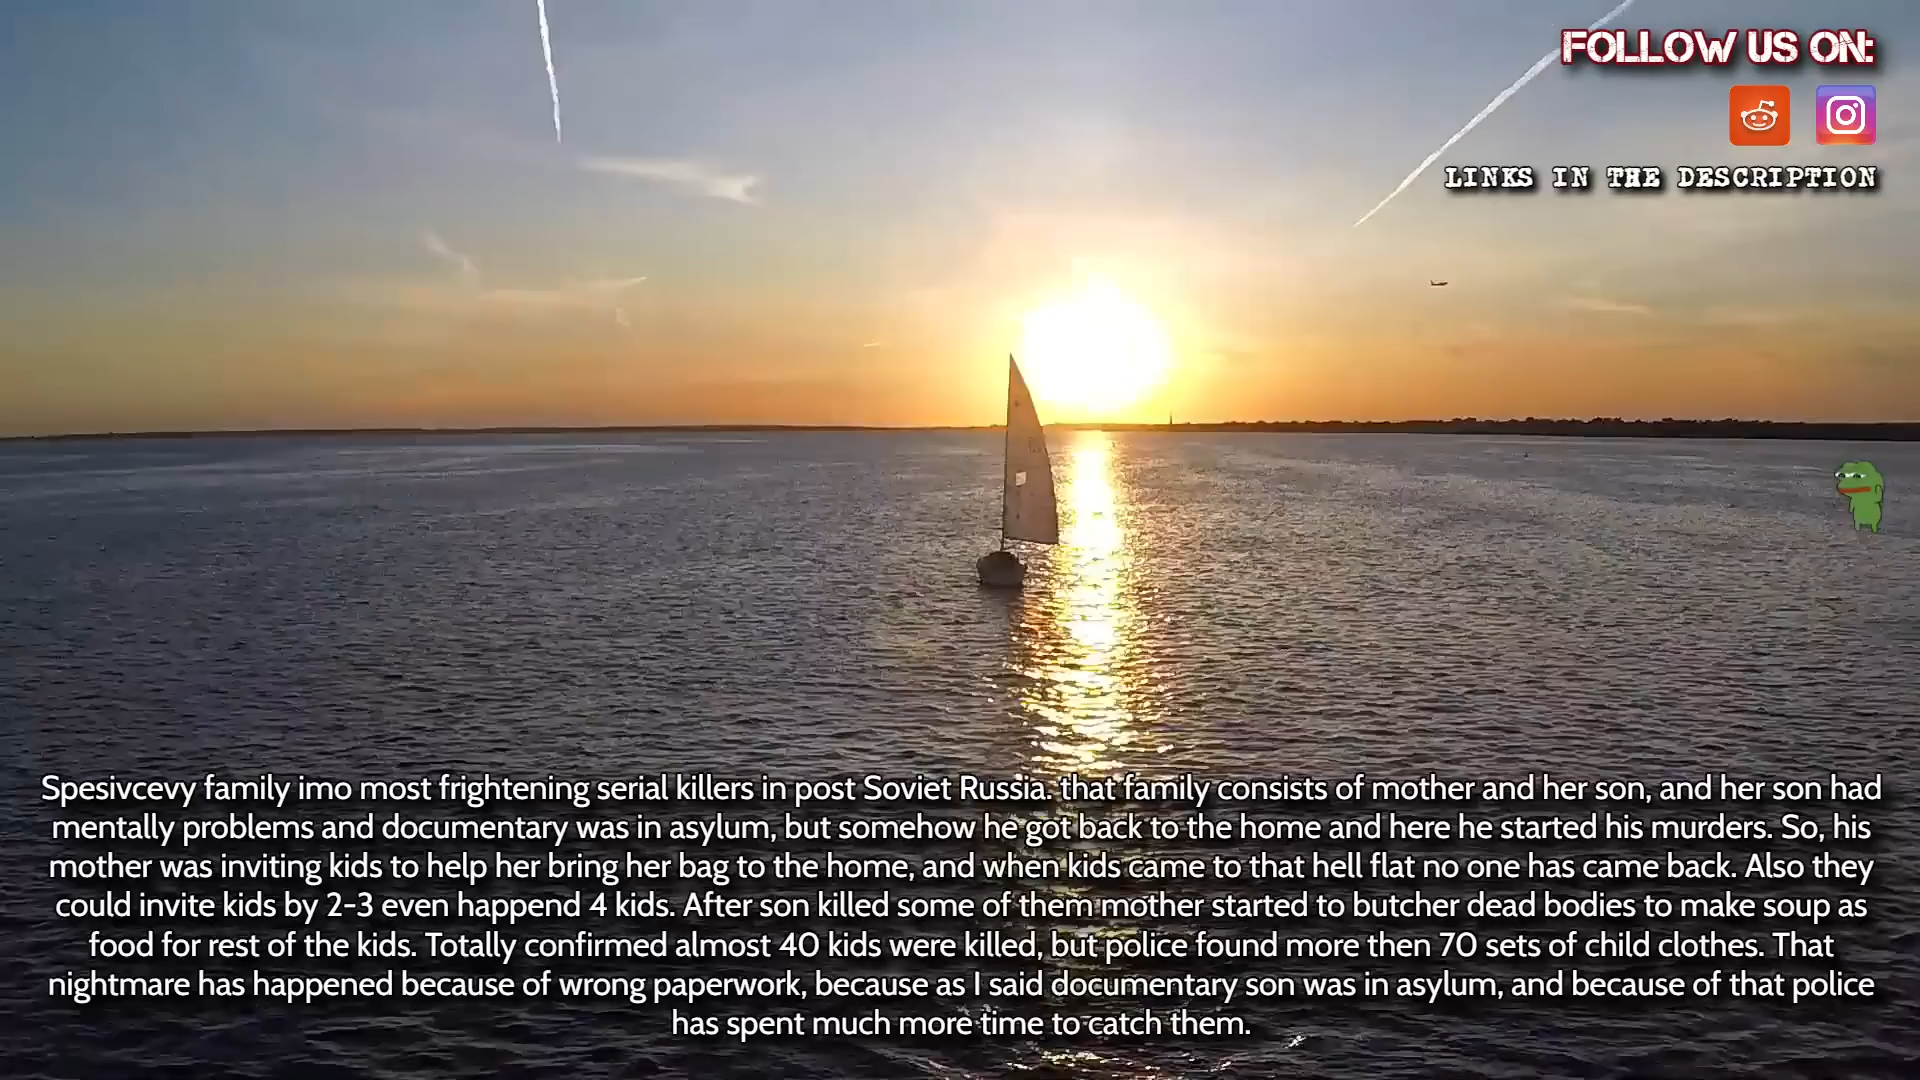 FOLLOW US ON:
LINKS IN THE DESCRIPTION
Spesivcevy family imo most frightening serial killers in post Soviet Russia. that family consists of mother and her son, and her son had
mentally problems and documentary was in asylum, but somehow he got back to the home and here he started his murders. So, his
mother was inviting kids to help her bring her bag to the home, and when kids came to that hell flat no one has came back. Also they
could invite kids by 2-3 even happend 4 kids. After son killed some of them mother started to butcher dead bodies to make soup as
food for rest of the kids. Totally confirmed almost 40 kids were killed, but police found more then 70 sets of child clothes. That
nightmare has happened because of wrong paperwork, because as I said documentary son was in asylum, and because of that police
has spent much more time to catch them.